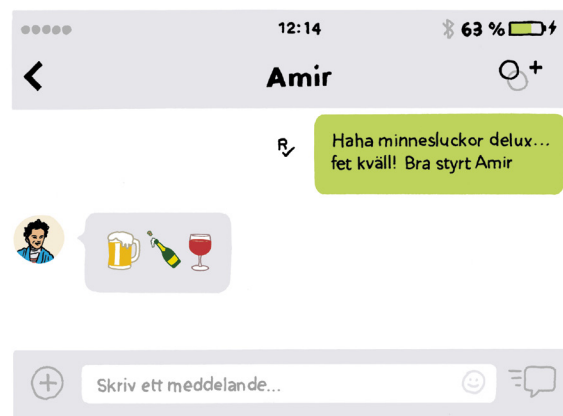 12:14
63 %
Amir
R
Haha minnesluckor delux...
fet kväll! Bra styrt Amir
Skriv ett meddelande...